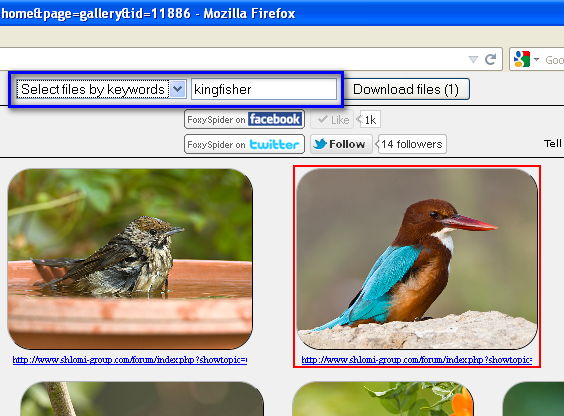 home&page=gallery&id=11886 - Mozilla Firefox
Goo
Select files by keywords kingfisher Download files (1)
FoxySpider on facebook Like 1k
FoxySpider on twitter Follow 14 followers Tell
http://www.shlomi-group.com/forum/index.php?showtopic= http://www.shlomi-group.com/forum/index.php?showtopic=